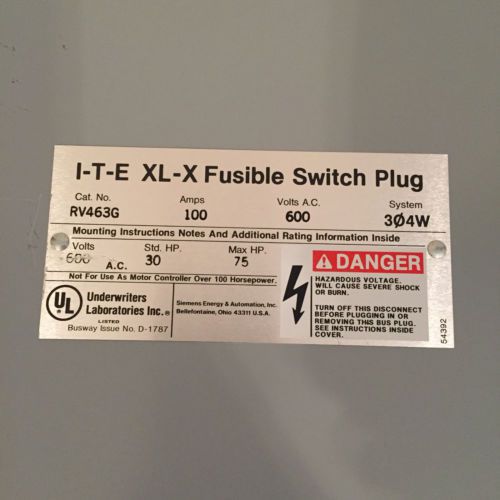 I-T-E XL-X Fusible Switch Plug
Cat. No. Amps Volts A.C. System
RV463G 100 600 3Ø4W
Mounting Instructions Notes And Additional Rating Information Inside
Volts Std. HP. Max HP.
600 A.C. 30 75
Not For Use As Motor Controller Over 100 Horsepower.
UL Underwriters
Laboratories Inc.®
LISTED
Busway Issue No. D-1787
Siemens Energy & Automation, Inc.
Bellefontaine, Ohio 43311 U.S.A.
DANGER
HAZARDOUS VOLTAGE.
WILL CAUSE SEVERE SHOCK
OR BURN.
TURN OFF THIS DISCONNECT
BEFORE PLUGGING IN OR
REMOVING THIS BUS PLUG.
SEE INSTRUCTIONS INSIDE
COVER.
54392